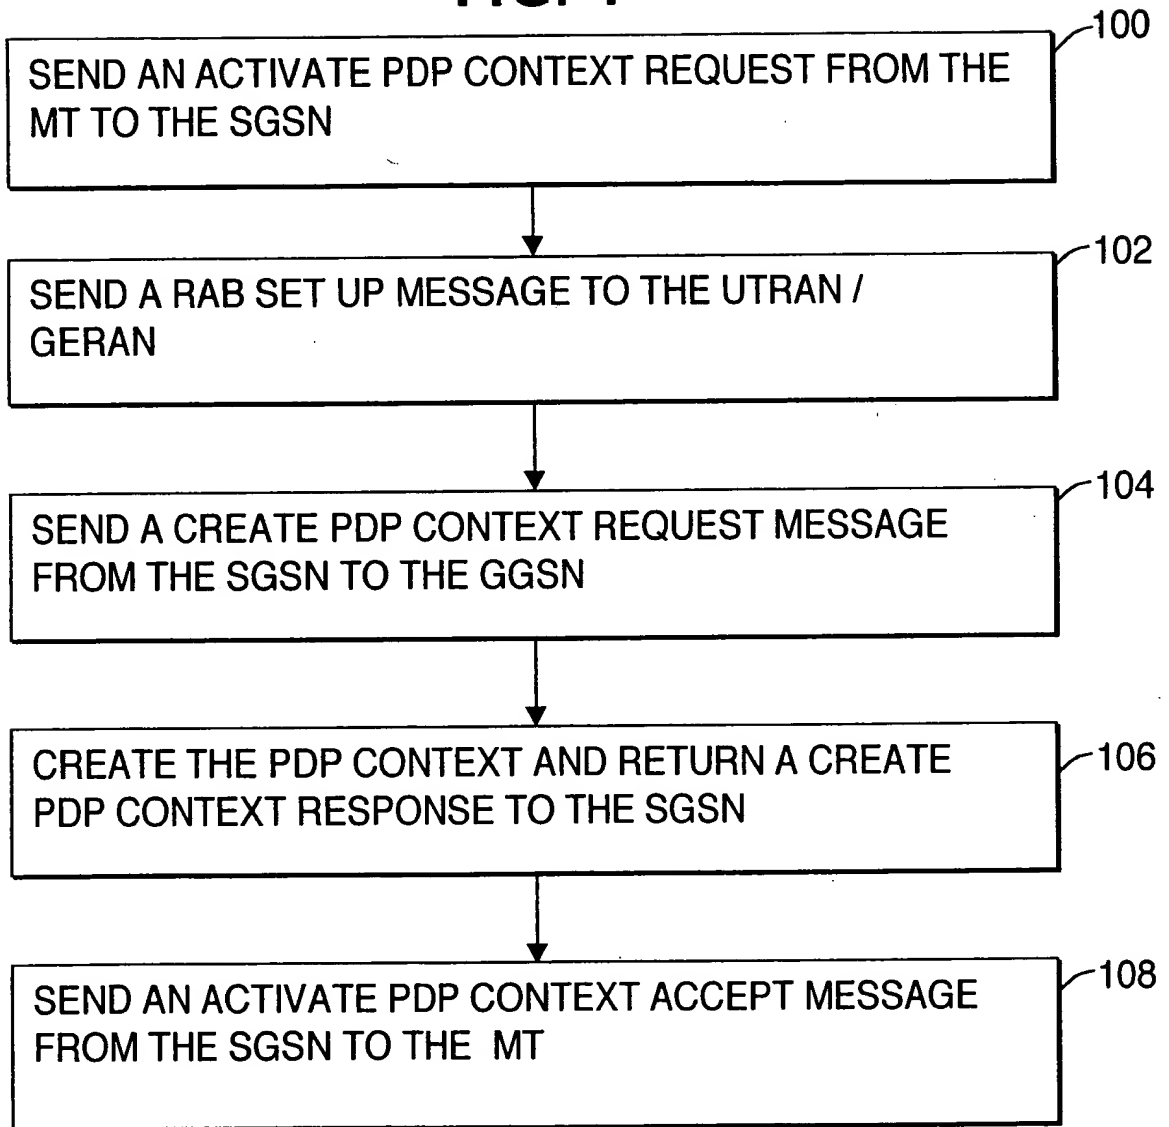 100
SEND AN ACTIVATE PDP CONTEXT REQUEST FROM THE
MT TO THE SGSN
102
SEND A RAB SET UP MESSAGE TO THE UTRAN /
GERAN
104
SEND A CREATE PDP CONTEXT REQUEST MESSAGE
FROM THE SGSN TO THE GGSN
106
CREATE THE PDP CONTEXT AND RETURN A CREATE
PDP CONTEXT RESPONSE TO THE SGSN
108
SEND AN ACTIVATE PDP CONTEXT ACCEPT MESSAGE
FROM THE SGSN TO THE MT